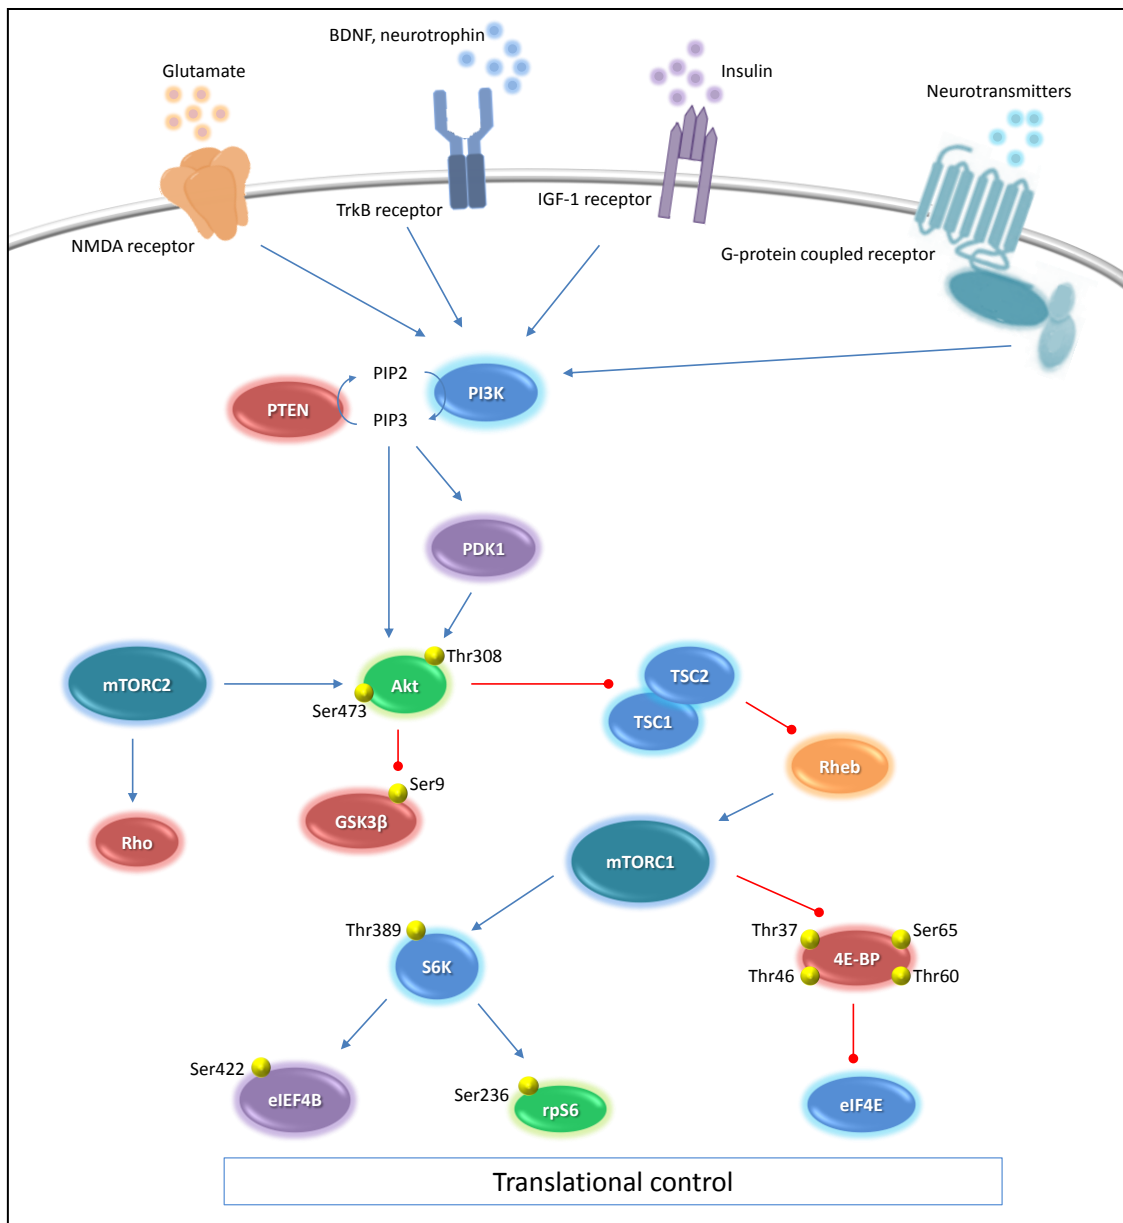 BDNF, neurotrophin
Glutamate
Insulin
Neurotransmitters
NMDA receptor
TrkB receptor
IGF-1 receptor
G-protein coupled receptor
PIP2
PTEN
PI3K
PIP3
PDK1
Thr308
mTORC2
Akt
TSC2
Ser473
TSC1
Rheb
Ser9
GSK3β
Rho
mTORC1
Thr389
Thr37
Ser65
S6K
4E-BP
Thr46
Thr60
Ser422
eIEF4B
Ser236
rpS6
eIF4E
Translational control